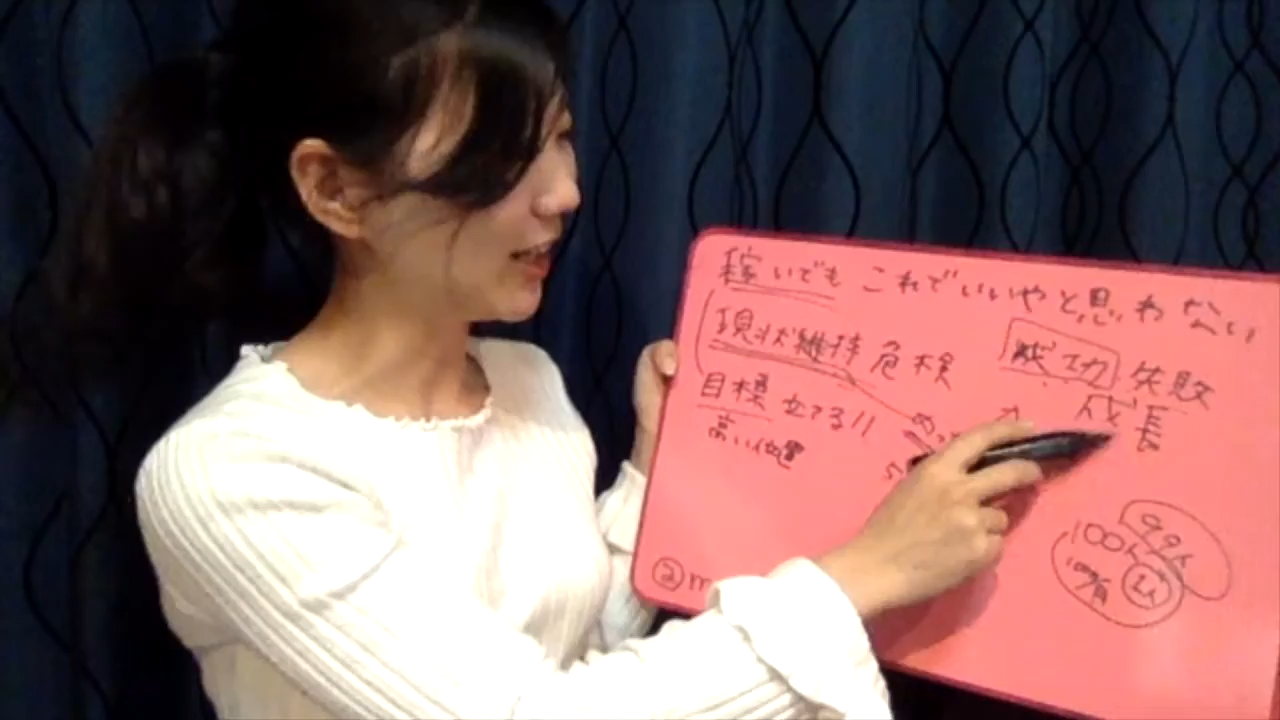 稼いでも これでいいやと思わない
現状維持 危検
成功 失敗
成長
目標 立てる!!
高い位置
99人
100人
1人
②m